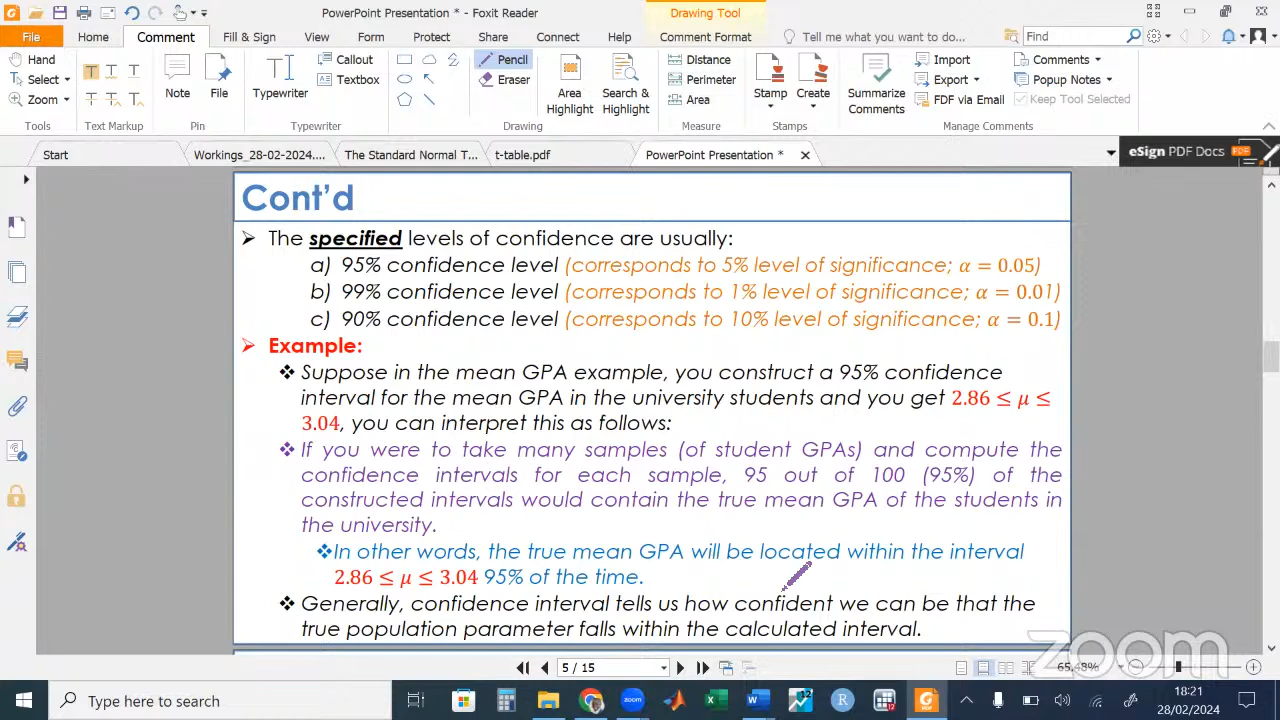 PowerPoint Presentation * - Foxit Reader
Drawing Tool
File
Home
Comment
View
Form
Protect
Share
Connect
Help
Comment Format
Tell me what you want to do...
Find
Fill & Sign
Hand
Select
Zoom
Tools
T T T
Text Markup
Note
File
Pin
Typewriter
Callout
Textbox
Typewriter
Pencil
Eraser
Area Highlight
Search & Highlight
Drawing
Distance
Perimeter
Area
Measure
Stamp
Create
Stamps
Summarize Comments
Import
Export
FDF via Email
Comments
Popup Notes
Keep Tool Selected
Manage Comments
Start
Workings_28-02-2024....
The Standard Normal T...
t-table.pdf
PowerPoint Presentation *
eSign PDF Docs
Cont’d
The specified levels of confidence are usually:
a) 95% confidence level (corresponds to 5% level of significance; α = 0.05)
b) 99% confidence level (corresponds to 1% level of significance; α = 0.01)
c) 90% confidence level (corresponds to 10% level of significance; α = 0.1)
Example:
Suppose in the mean GPA example, you construct a 95% confidence
interval for the mean GPA in the university students and you get 2.86 ≤ μ ≤
3.04, you can interpret this as follows:
If you were to take many samples (of student GPAs) and compute the
confidence intervals for each sample, 95 out of 100 (95%) of the
constructed intervals would contain the true mean GPA of the students in
the university.
In other words, the true mean GPA will be located within the interval
2.86 ≤ μ ≤ 3.04 95% of the time.
Generally, confidence interval tells us how confident we can be that the
true population parameter falls within the calculated interval.
zoom
5 / 15
65.48%
Type here to search
18:21
28/02/2024